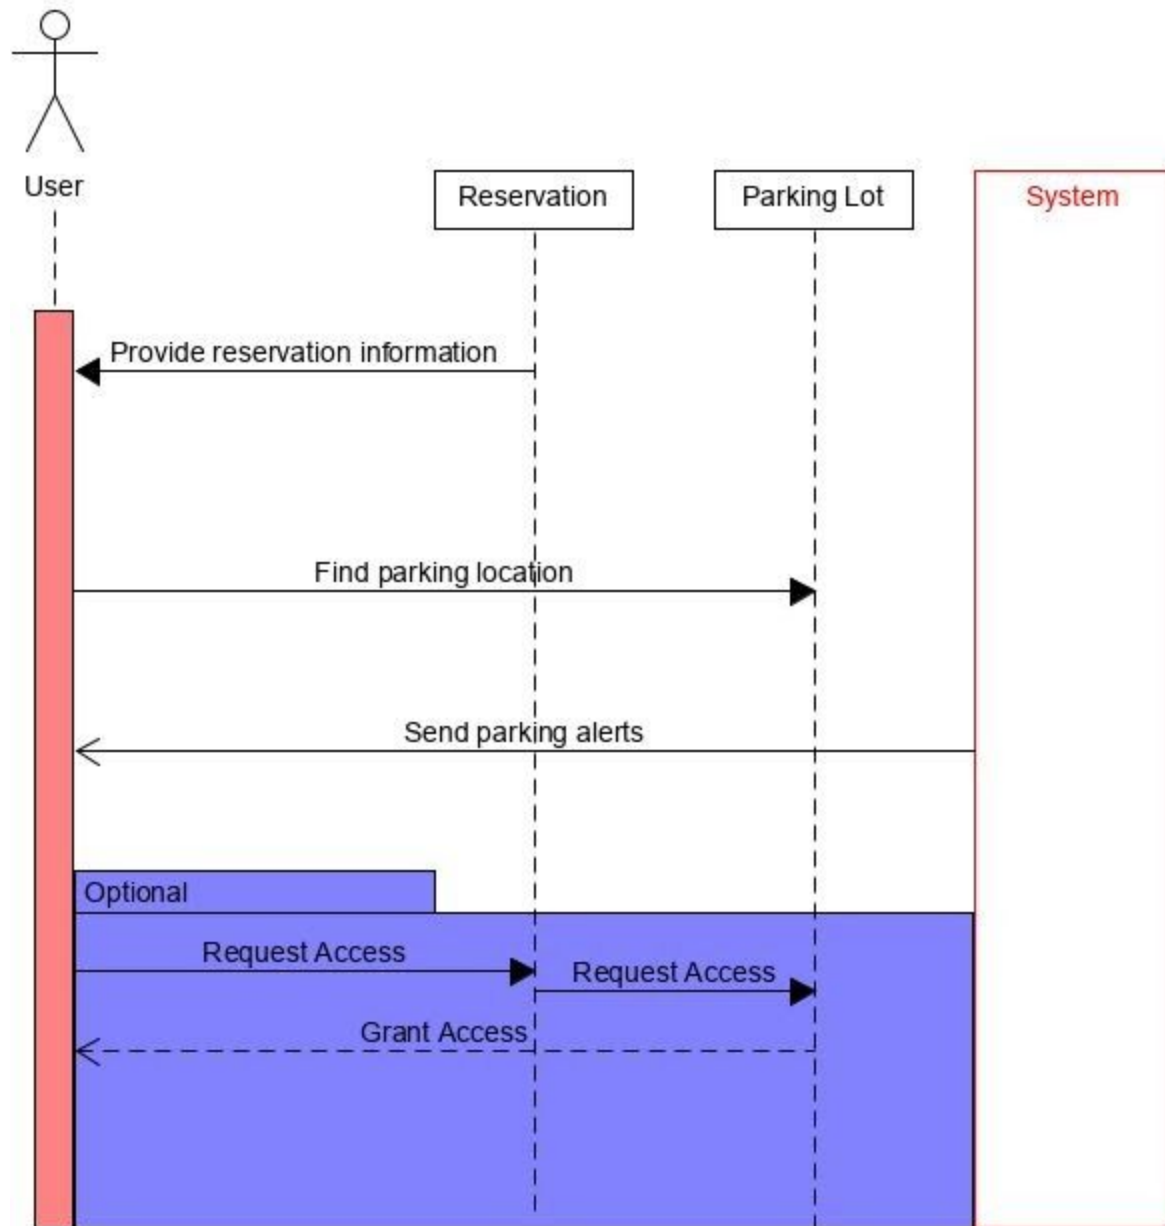 User
Reservation
Parking Lot
System
Provide reservation information
Find parking location
Send parking alerts
Optional
Request Access
Request Access
Grant Access